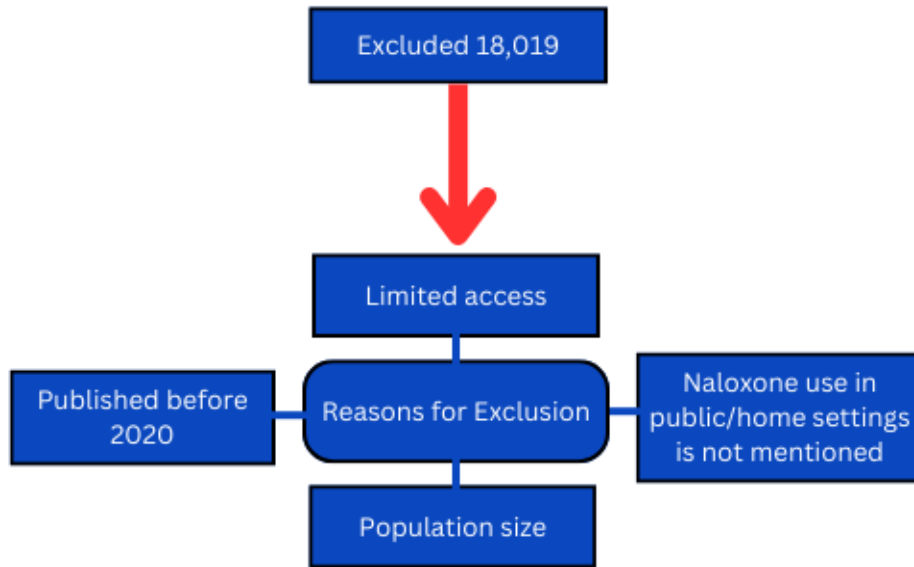 Excluded 18,019
Limited access
Published before
2020
Reasons for Exclusion
Naloxone use in
public/home settings
is not mentioned
Population size